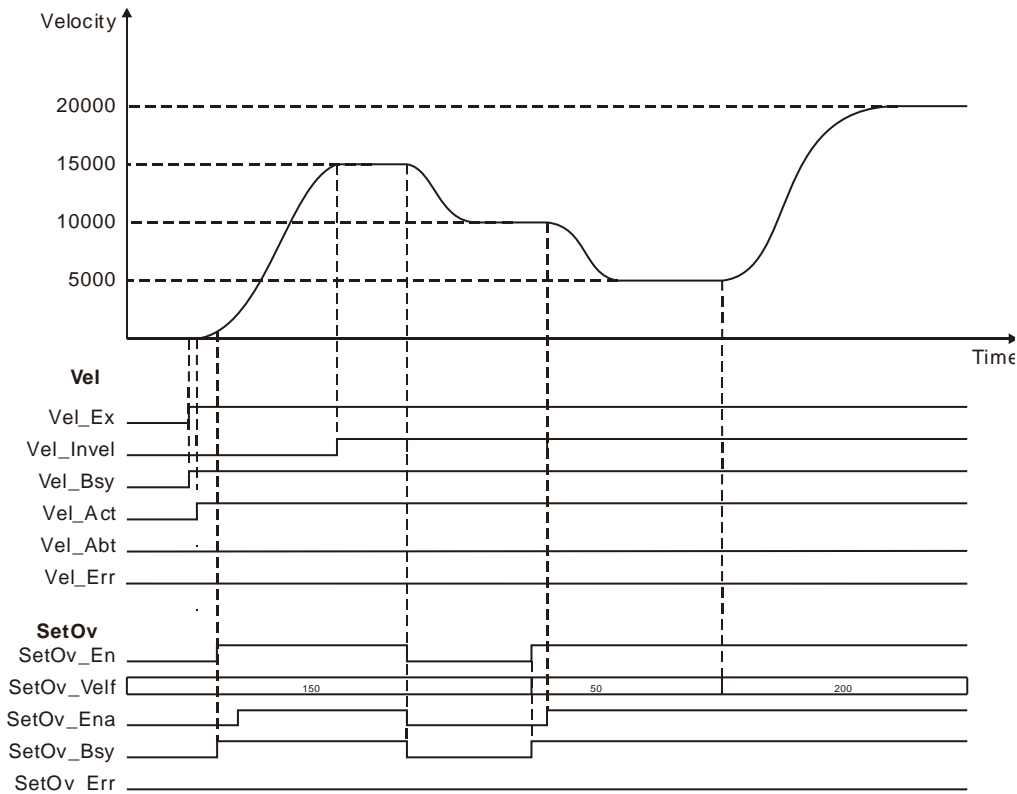 Velocity
20000
15000
10000
5000
Time
Vel
Vel_Ex
Vel_Invel
Vel_Bsy
Vel_Act
Vel_Abt
Vel_Err
SetOv
SetOv_En
SetOv_Velf 150 50 200
SetOv_Ena
SetOv_Bsy
SetOv_Err